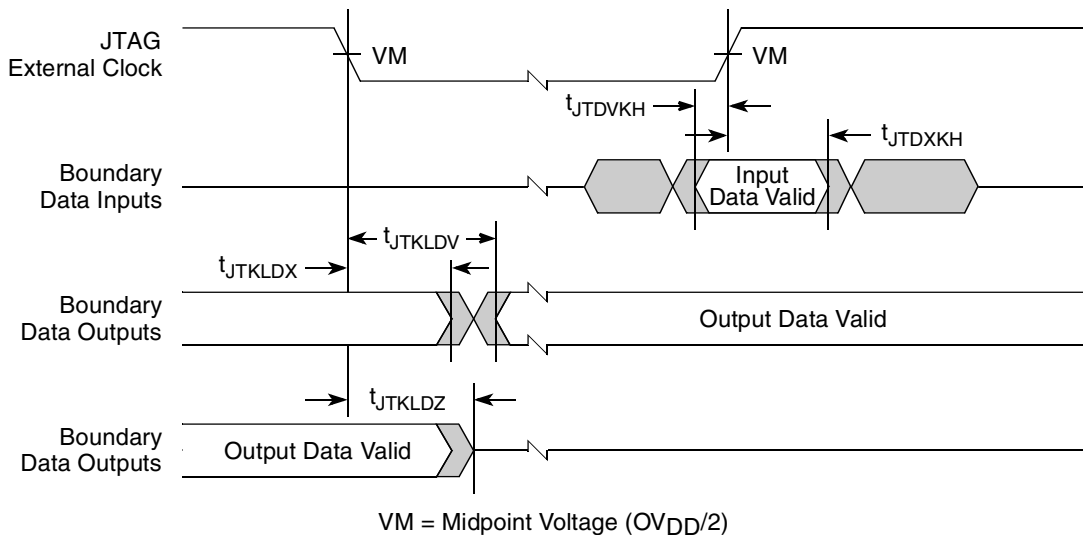 JTAG
External Clock
VM
VM
tJTDVKH
tJTDXKH
Boundary
Data Inputs
Input
Data Valid
tJTKLDV
tJTKLDX
Boundary
Data Outputs
Output Data Valid
tJTKLDZ
Boundary
Data Outputs
Output Data Valid
VM = Midpoint Voltage (OVDD/2)